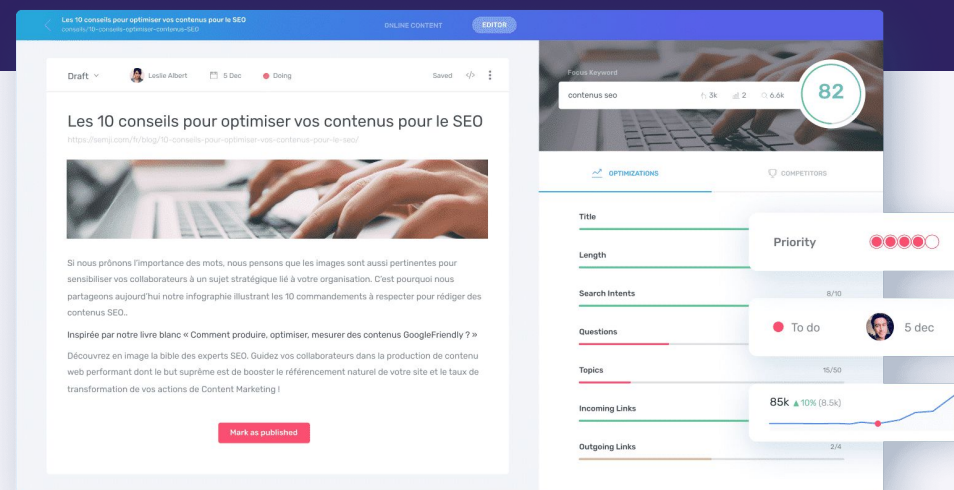 Les 10 conseils pour optimiser vos contenus pour le SEO
conseils/10-conseils-optimiser-contenus-SEO
ONLINE CONTENT
EDITOR
Draft
Leslie Albert
5 Dec
Doing
Saved
</>
Les 10 conseils pour optimiser vos contenus pour le SEO
https://semji.com/fr/blog/10-conseils-pour-optimiser-vos-contenus-pour-le-seo/
Si nous prônons l'importance des mots, nous pensons que les images sont aussi pertinentes pour
sensibiliser vos collaborateurs à un sujet stratégique lié à votre organisation. C'est pourquoi nous
partageons aujourd'hui notre infographie illustrant les 10 commandements à respecter pour rédiger des
contenus SEO..
Inspirée par notre livre blanc « Comment produire, optimiser, mesurer des contenus GoogleFriendly ? »
Découvrez en image la bible des experts SEO. Guidez vos collaborateurs dans la production de contenu
web performant dont le but suprême est de booster le référencement naturel de votre site et le taux de
transformation de vos actions de Content Marketing !
Mark as published
Focus Keyword
contenus seo
3k
2
6.6k
82
OPTIMIZATIONS
COMPETITORS
Title
Length
Search Intents
8/10
Questions
Topics
15/50
Incoming Links
Outgoing Links
2/4
Priority
To do
5 dec
85k ▲10% (8.5k)